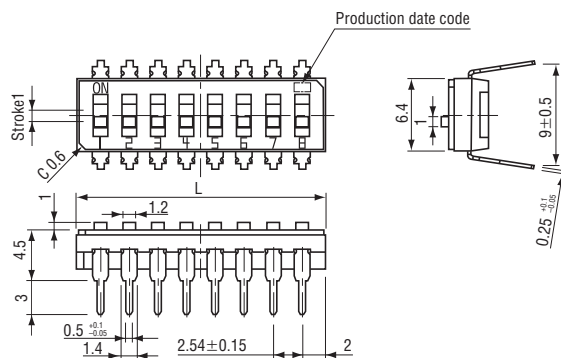 Production date code
ON
1 2 3 4 5 6 7 8
Stroke1
C 0.6
6.4
1
9±0.5
0.25 +0.1 -0.05
L
1
1.2
4.5
3
0.5 +0.1 -0.05
1.4
2.54±0.15
2